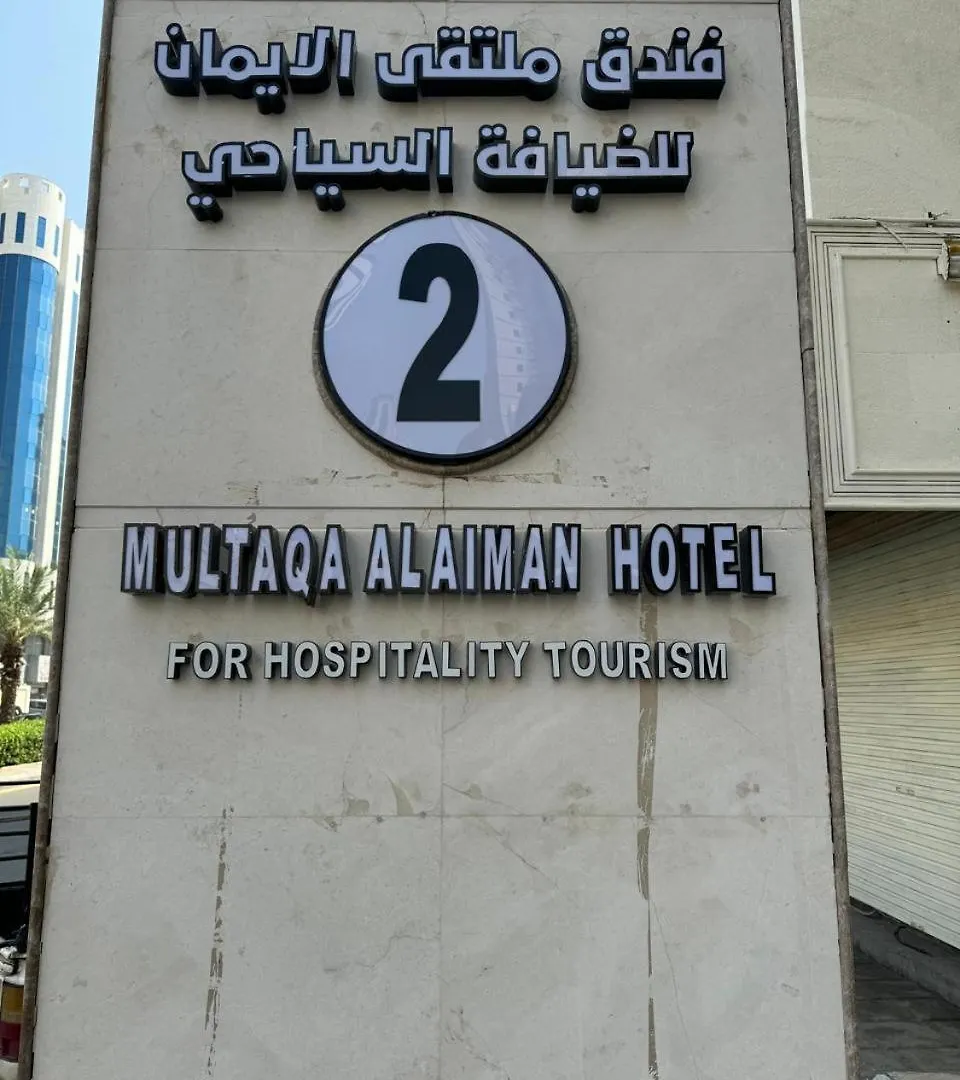 فندق ملتقى الايمان
للضيافة السياحي
2
MULTAQA ALAIMAN HOTEL
FOR HOSPITALITY TOURISM